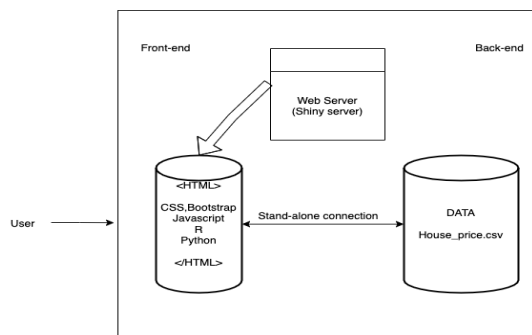 Front-end
Back-end
Web Server
(Shiny server)
<HTML>
CSS,Bootstrap
Javascript
R
Python
</HTML>
User
Stand-alone connection
DATA
House_price.csv